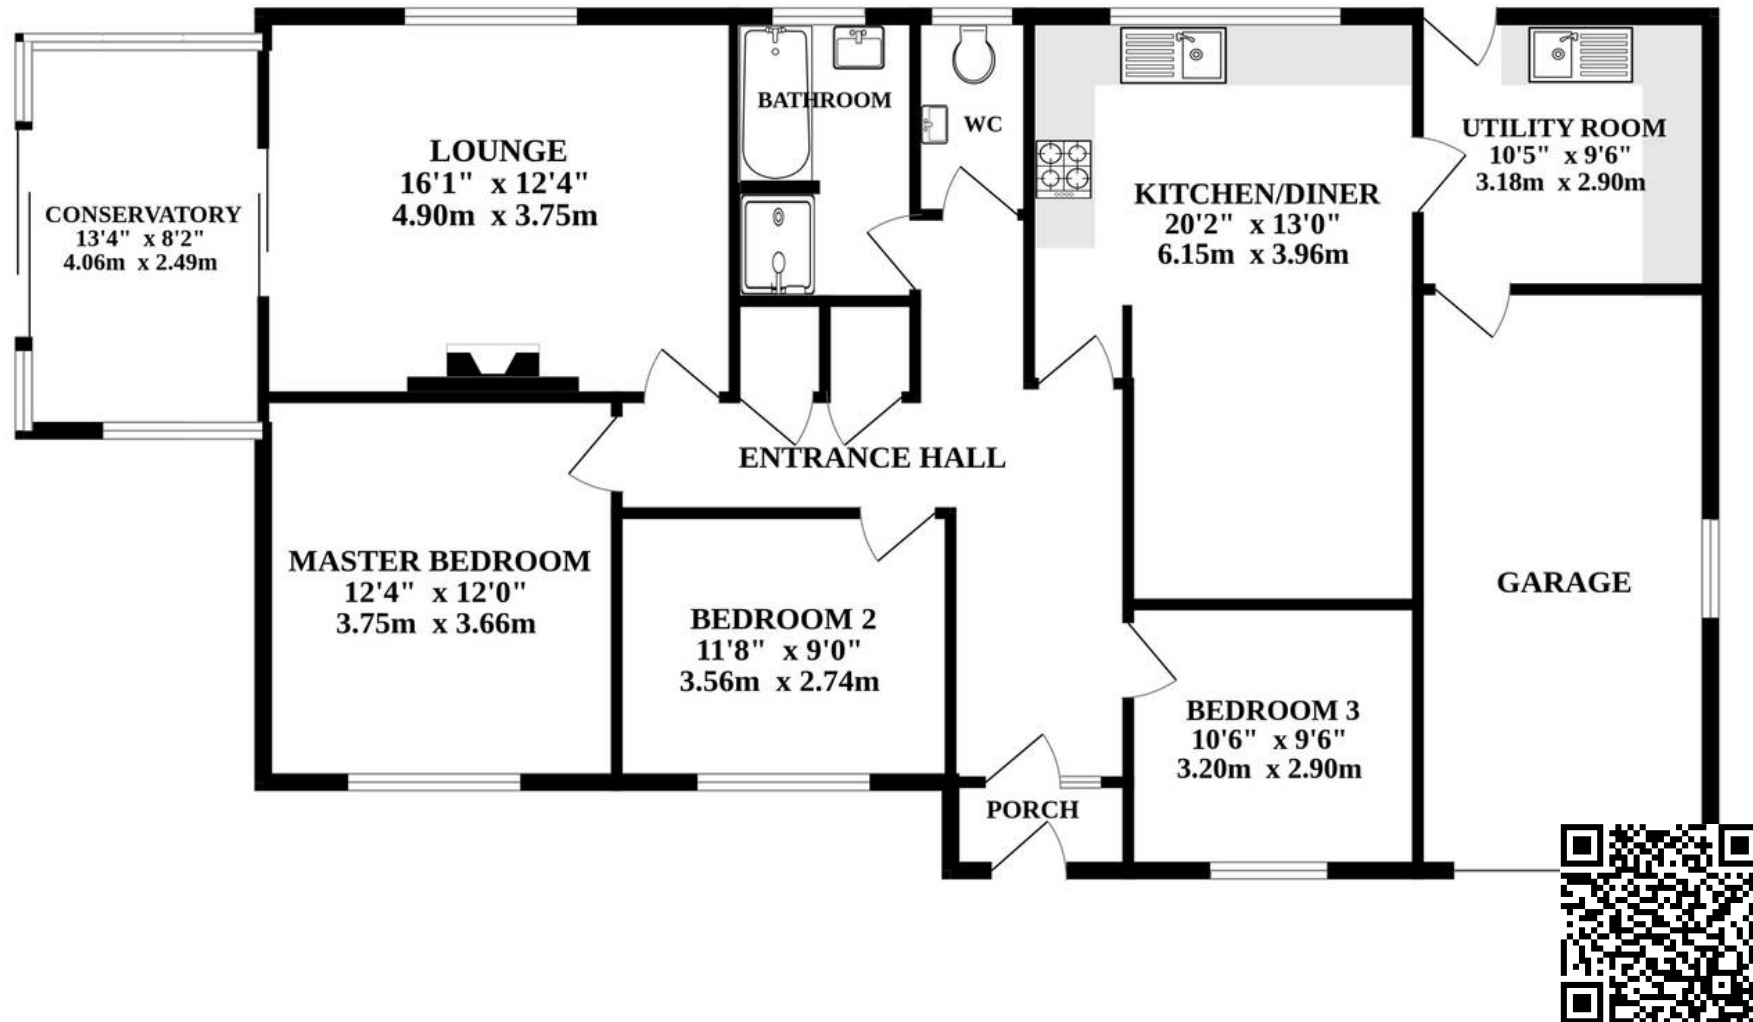 LOUNGE
16'1" x 12'4"
4.90m x 3.75m
BATHROOM
WC
KITCHEN/DINER
20'2" x 13'0"
6.15m x 3.96m
UTILITY ROOM
10'5" x 9'6"
3.18m x 2.90m
CONSERVATORY
13'4" x 8'2"
4.06m x 2.49m
ENTRANCE HALL
MASTER BEDROOM
12'4" x 12'0"
3.75m x 3.66m
BEDROOM 2
11'8" x 9'0"
3.56m x 2.74m
GARAGE
BEDROOM 3
10'6" x 9'6"
3.20m x 2.90m
PORCH